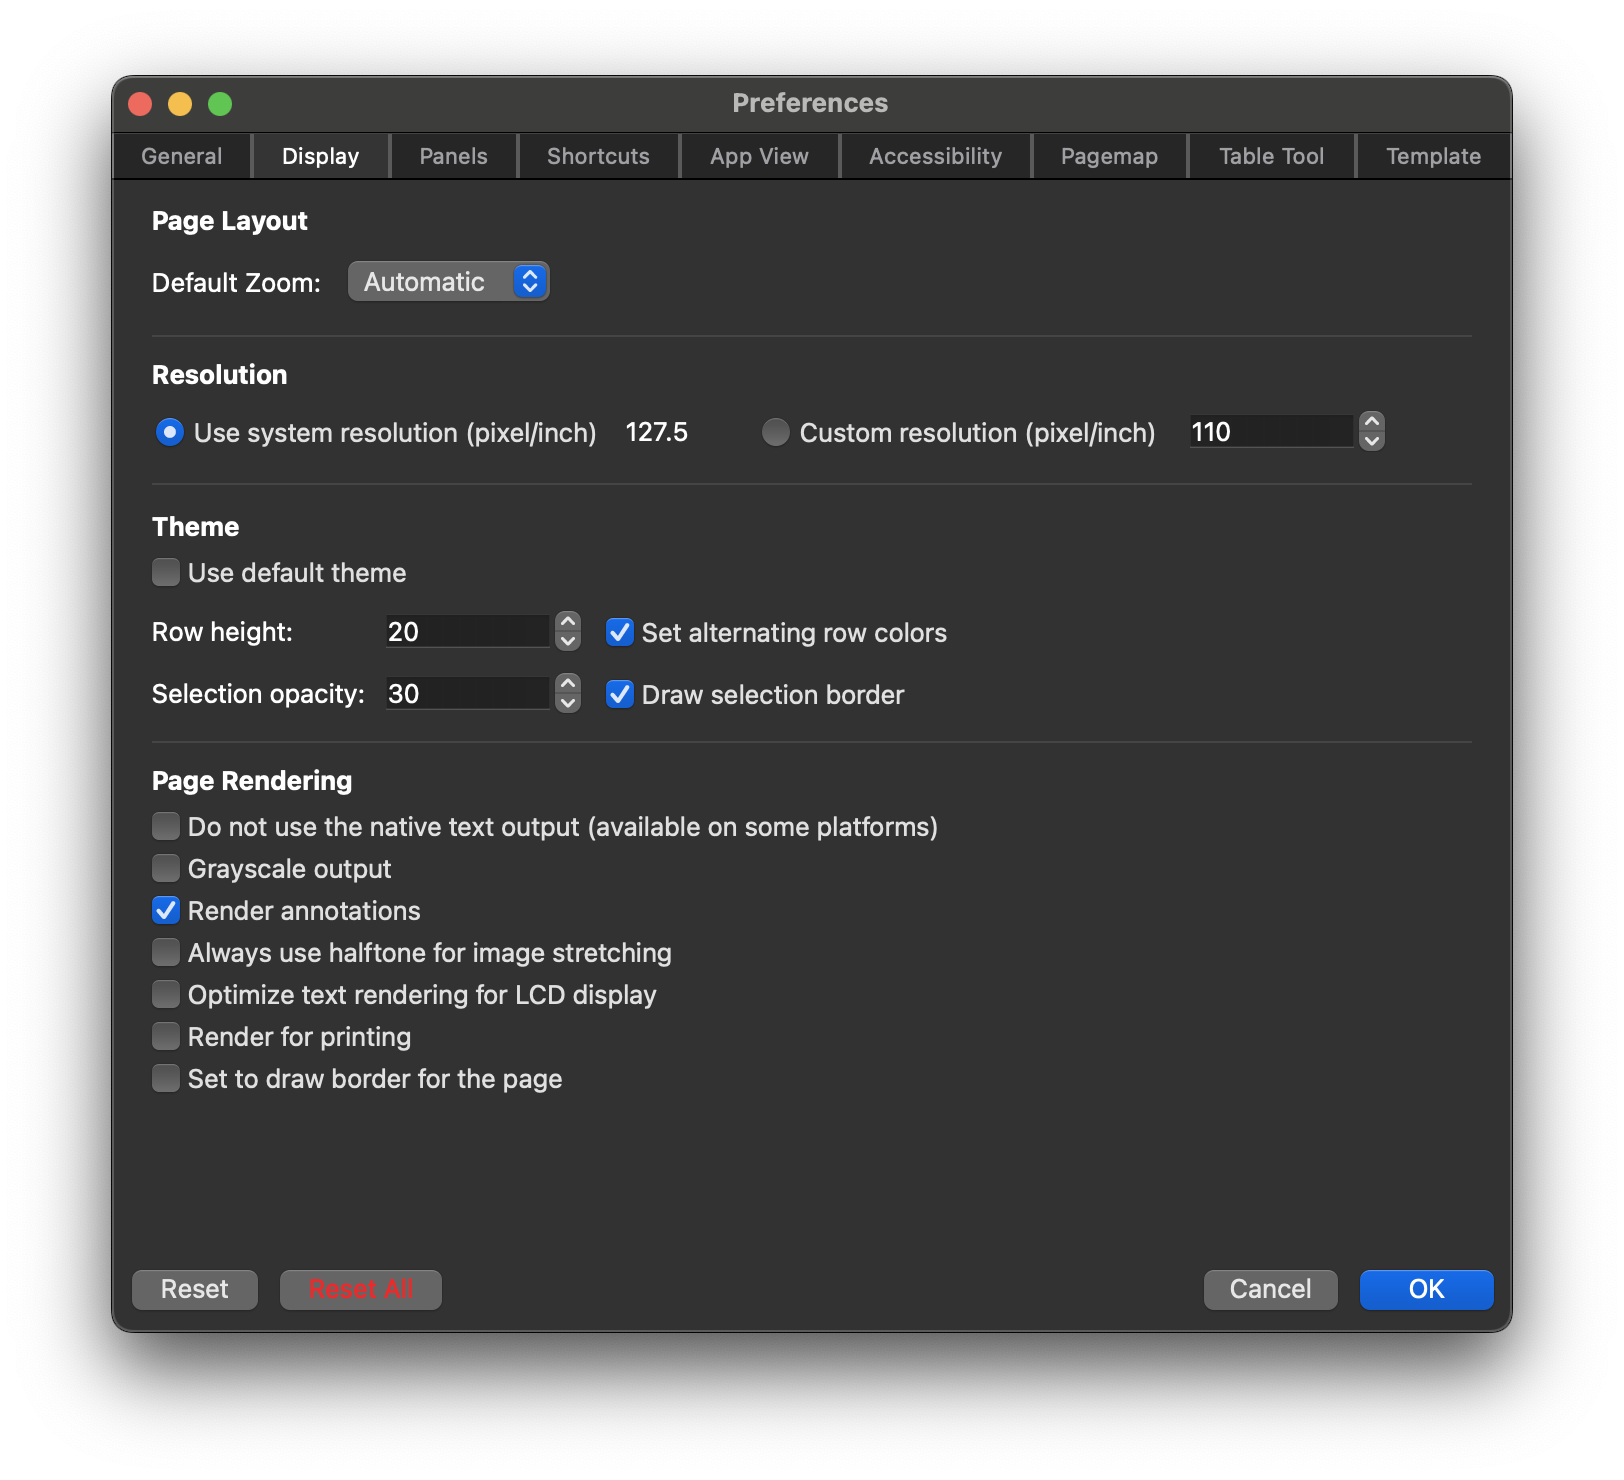 Preferences
General Display Panels Shortcuts App View Accessibility Pagemap Table Tool Template
Page Layout
Default Zoom: Automatic
Resolution
Use system resolution (pixel/inch) 127.5 Custom resolution (pixel/inch) 110
Theme
Use default theme
Row height: 20 Set alternating row colors
Selection opacity: 30 Draw selection border
Page Rendering
Do not use the native text output (available on some platforms)
Grayscale output
Render annotations
Always use halftone for image stretching
Optimize text rendering for LCD display
Render for printing
Set to draw border for the page
Reset Reset All Cancel OK